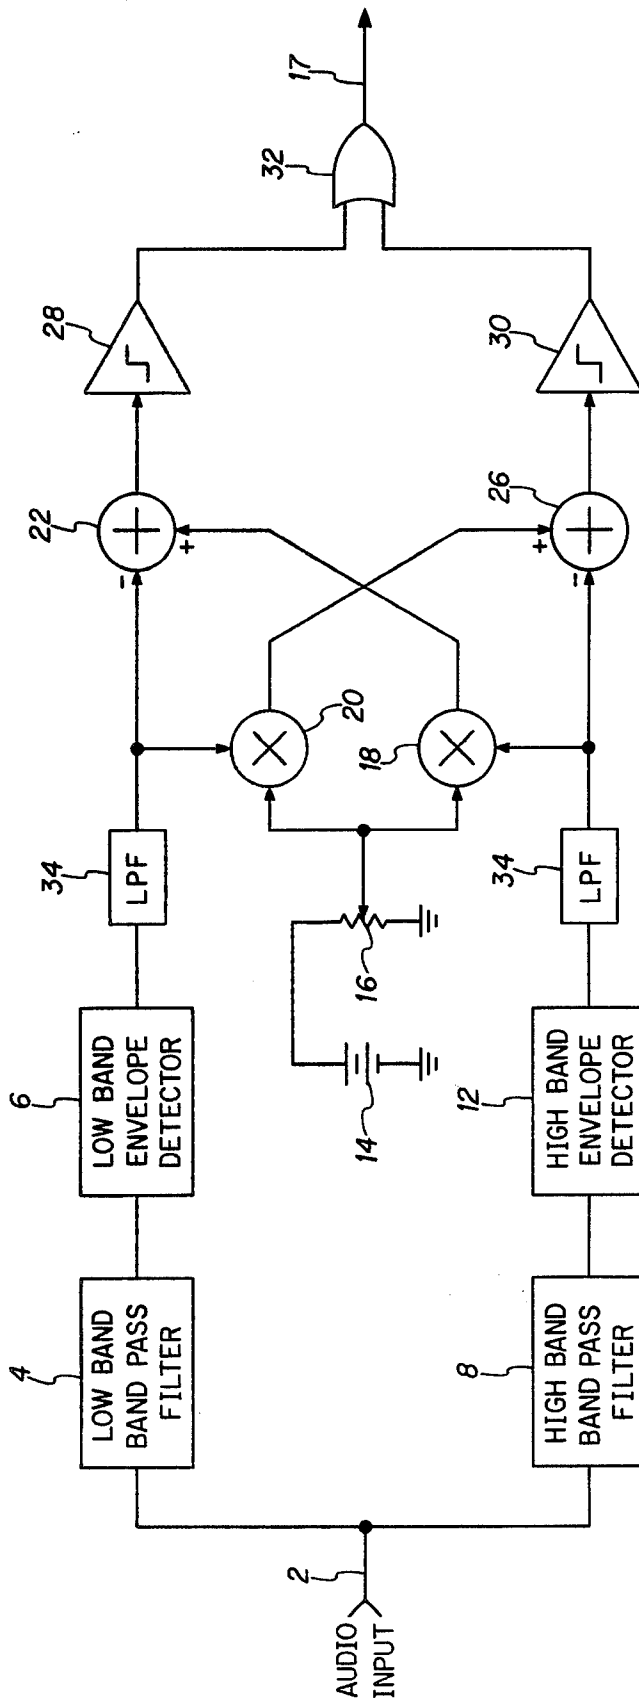 AUDIO
INPUT
2
4
LOW BAND
BAND PASS
FILTER
6
LOW BAND
ENVELOPE
DETECTOR
34
LPF
-
22
+
28
20
18
14
16
32
17
8
HIGH BAND
BAND PASS
FILTER
12
HIGH BAND
ENVELOPE
DETECTOR
34
LPF
-
26
+
30